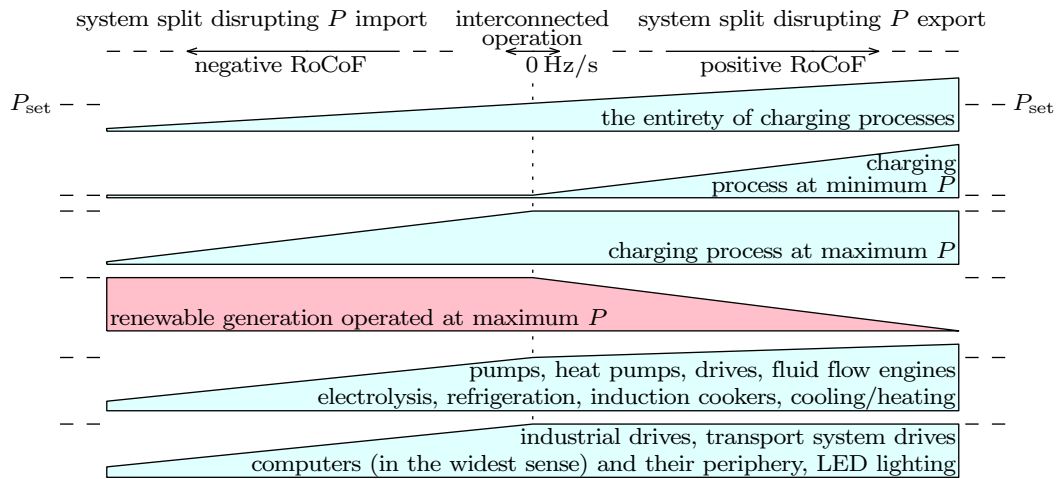 system split disrupting P import
interconnected
operation
system split disrupting P export
negative RoCoF
0 Hz/s
positive RoCoF
Pset
Pset
the entirety of charging processes
charging
process at minimum P
charging process at maximum P
renewable generation operated at maximum P
pumps, heat pumps, drives, fluid flow engines
electrolysis, refrigeration, induction cookers, cooling/heating
industrial drives, transport system drives
computers (in the widest sense) and their periphery, LED lighting